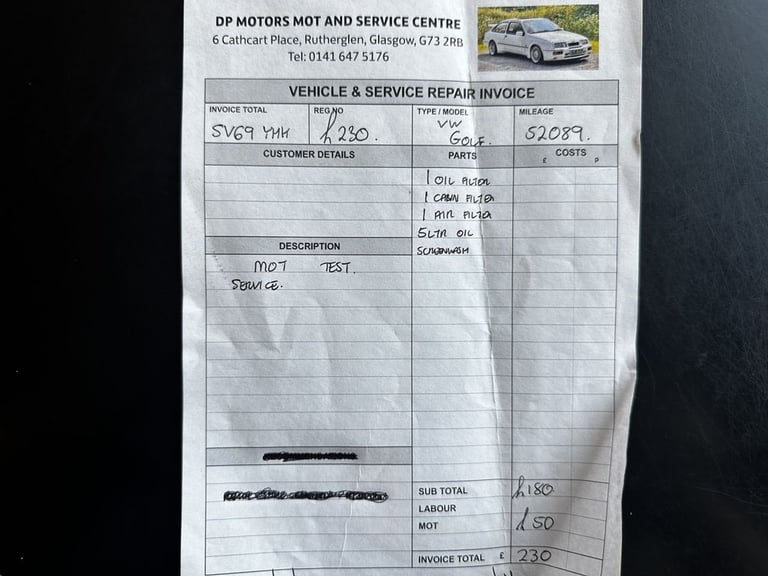 DP MOTORS MOT AND SERVICE CENTRE
6 Cathcart Place, Rutherglen, Glasgow, G73 2RB
Tel: 0141 647 5176
VEHICLE & SERVICE REPAIR INVOICE
INVOICE TOTAL REG NO TYPE / MODEL MILEAGE
SV69 YHH £230. VW GOLF. 52089.
CUSTOMER DETAILS PARTS £ COSTS P
1 OIL FILTER
1 CABIN FILTER
1 AIR FILTER
5LTR OIL
DESCRIPTION SCREENWASH
MOT TEST.
SERVICE.
SUB TOTAL £180
LABOUR
MOT £50
INVOICE TOTAL £ 230